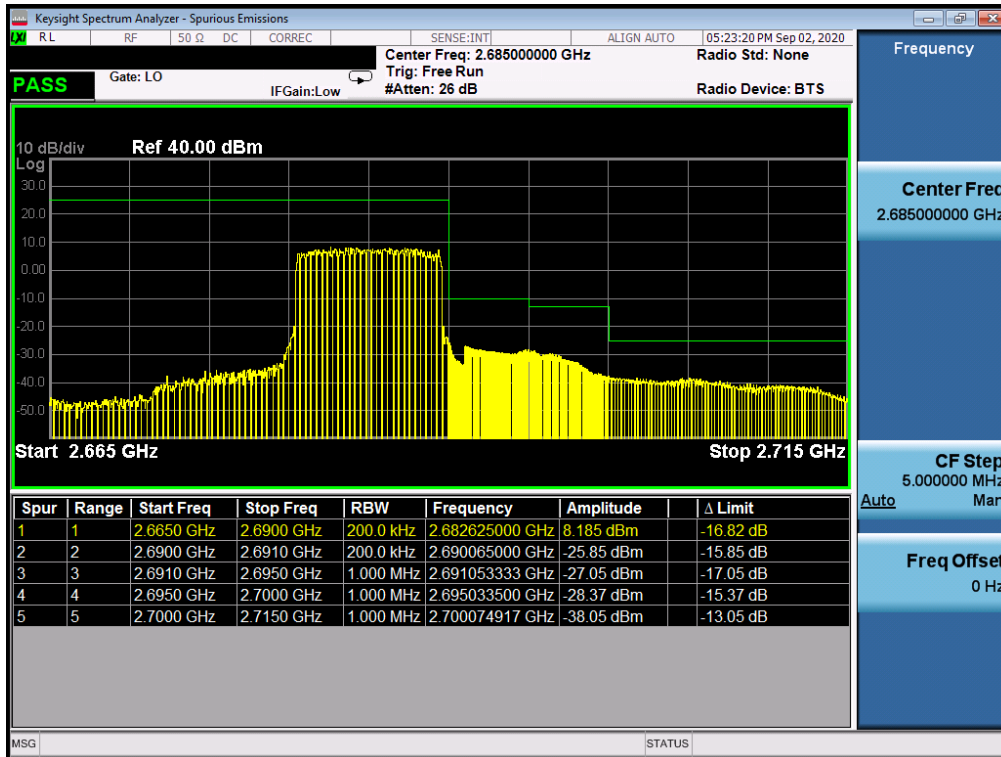 Keysight Spectrum Analyzer - Spurious Emissions
LXI RL RF 50 Ω DC CORREC SENSE:INT ALIGN AUTO 05:23:20 PM Sep 02, 2020
Center Freq: 2.685000000 GHz Radio Std: None
PASS Gate: LO Trig: Free Run
IFGain:Low #Atten: 26 dB Radio Device: BTS
10 dB/div Ref 40.00 dBm
Log
30.0
20.0
10.0
0.00
-10.0
-20.0
-30.0
-40.0
-50.0
Start 2.665 GHz Stop 2.715 GHz
Spur Range Start Freq Stop Freq RBW Frequency Amplitude Δ Limit
1 1 2.6650 GHz 2.6900 GHz 200.0 kHz 2.682625000 GHz 8.185 dBm -16.82 dB
2 2 2.6900 GHz 2.6910 GHz 200.0 kHz 2.690065000 GHz -25.85 dBm -15.85 dB
3 3 2.6910 GHz 2.6950 GHz 1.000 MHz 2.691053333 GHz -27.05 dBm -17.05 dB
4 4 2.6950 GHz 2.7000 GHz 1.000 MHz 2.695033500 GHz -28.37 dBm -15.37 dB
5 5 2.7000 GHz 2.7150 GHz 1.000 MHz 2.700074917 GHz -38.05 dBm -13.05 dB
MSG STATUS
Frequency
Center Freq
2.685000000 GHz
CF Step
5.000000 MHz
Auto Man
Freq Offset
0 Hz